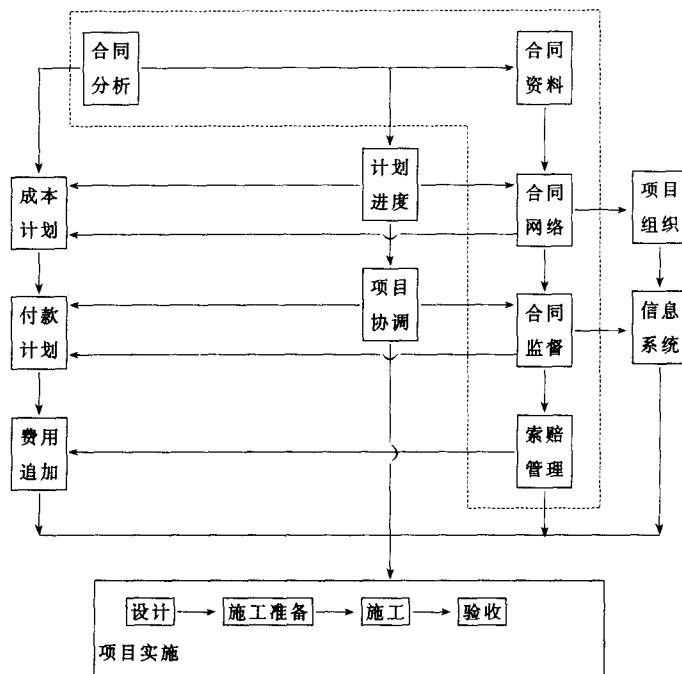 合同
分析
合同
资料
计划
进度
成本
计划
合同
网络
项目
组织
付款
计划
项目
协调
合同
监督
信息
系统
费用
追加
索赔
管理
设计
施工准备
施工
验收
项目实施